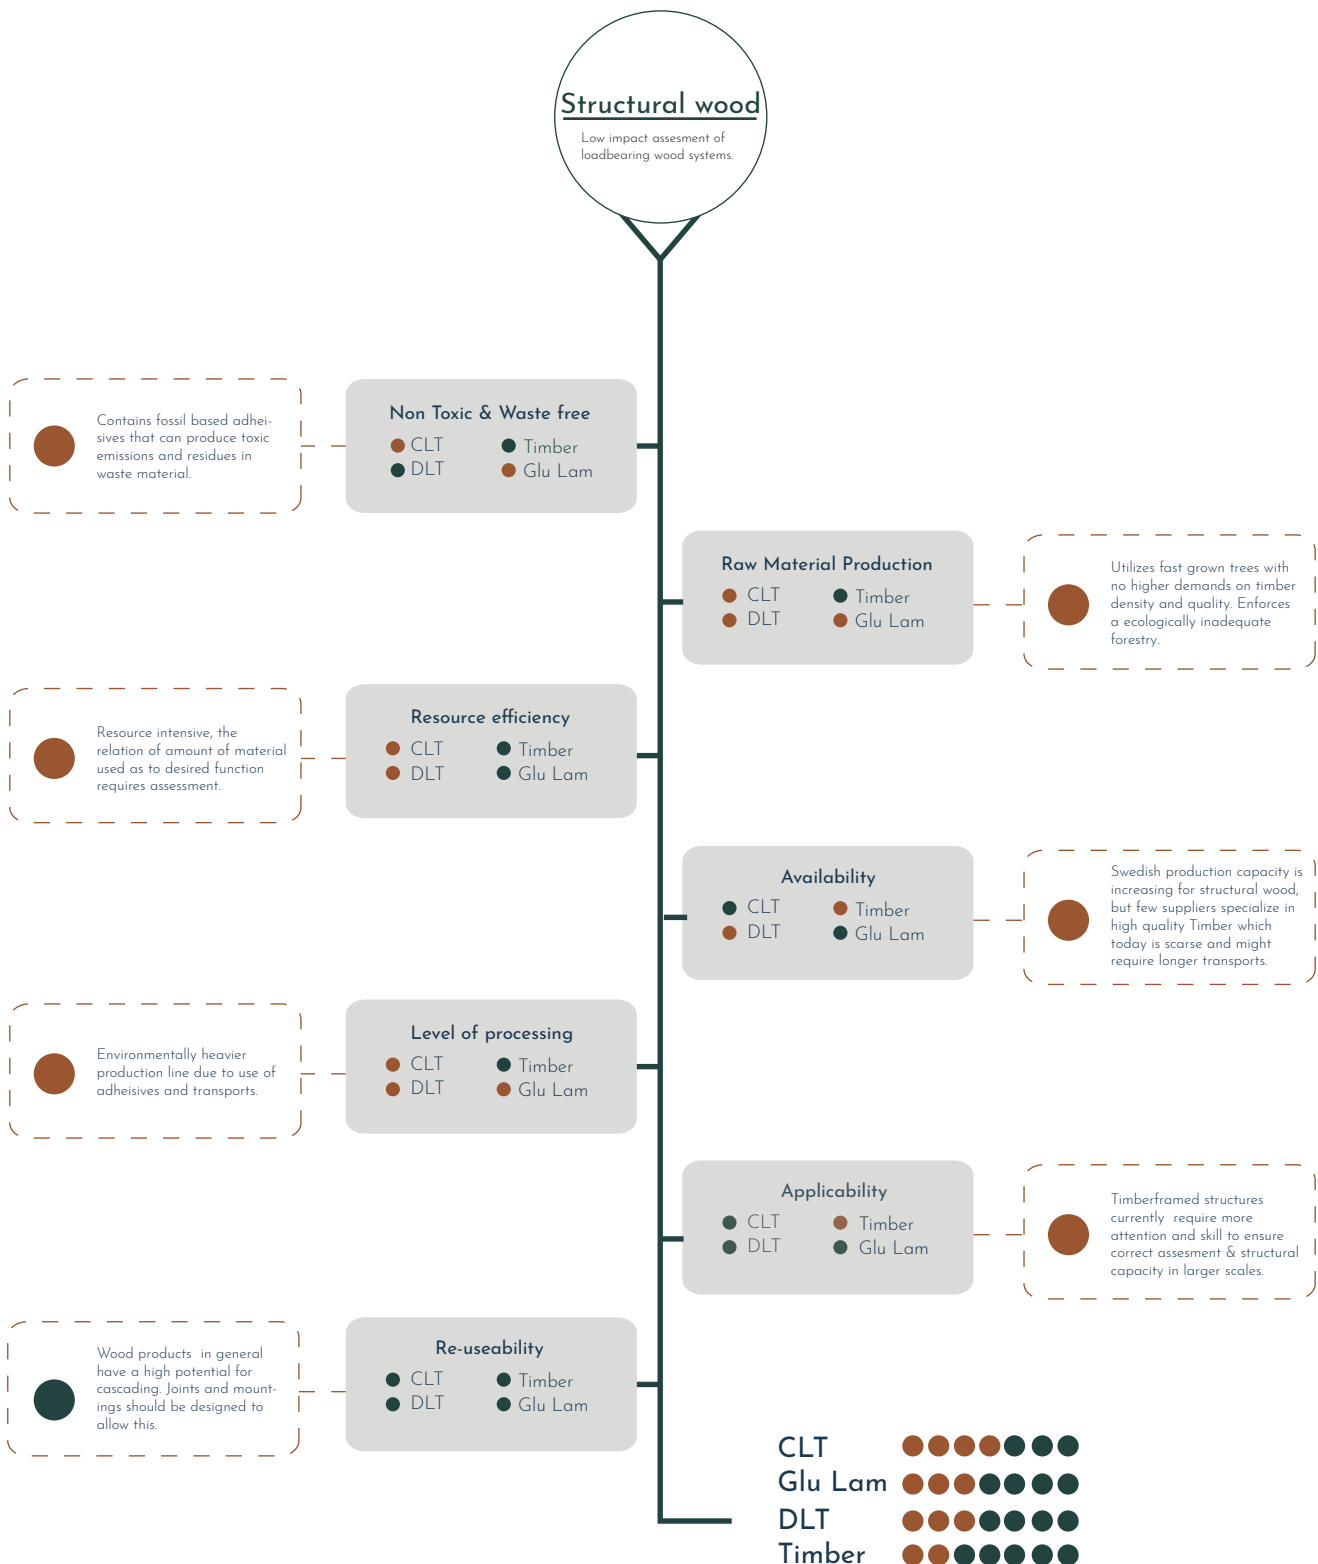 Structural wood
Low impact assesment of
loadbearing wood systems.
Contains fossil based adhei-
sives that can produce toxic
emissions and residues in
waste material.
Non Toxic & Waste free
CLT
Timber
DLT
Glu Lam
Raw Material Production
CLT
Timber
DLT
Glu Lam
Utilizes fast grown trees with
no higher demands on timber
density and quality. Enforces
a ecologically inadequate
forestry.
Resource intensive, the
relation of amount of material
used as to desired function
requires assessment.
Resource efficiency
CLT
Timber
DLT
Glu Lam
Availability
CLT
Timber
DLT
Glu Lam
Swedish production capacity is
increasing for structural wood,
but few suppliers specialize in
high quality Timber which
today is scarse and might
require longer transports.
Environmentally heavier
production line due to use of
adheisives and transports.
Level of processing
CLT
Timber
DLT
Glu Lam
Applicability
CLT
Timber
DLT
Glu Lam
Timberframed structures
currently  require more
attention and skill to ensure
correct assesment & structural
capacity in larger scales.
Wood products  in general
have a high potential for
cascading. Joints and mount-
ings should be designed to
allow this.
Re-useability
CLT
Timber
DLT
Glu Lam
CLT
Glu Lam
DLT
Timber